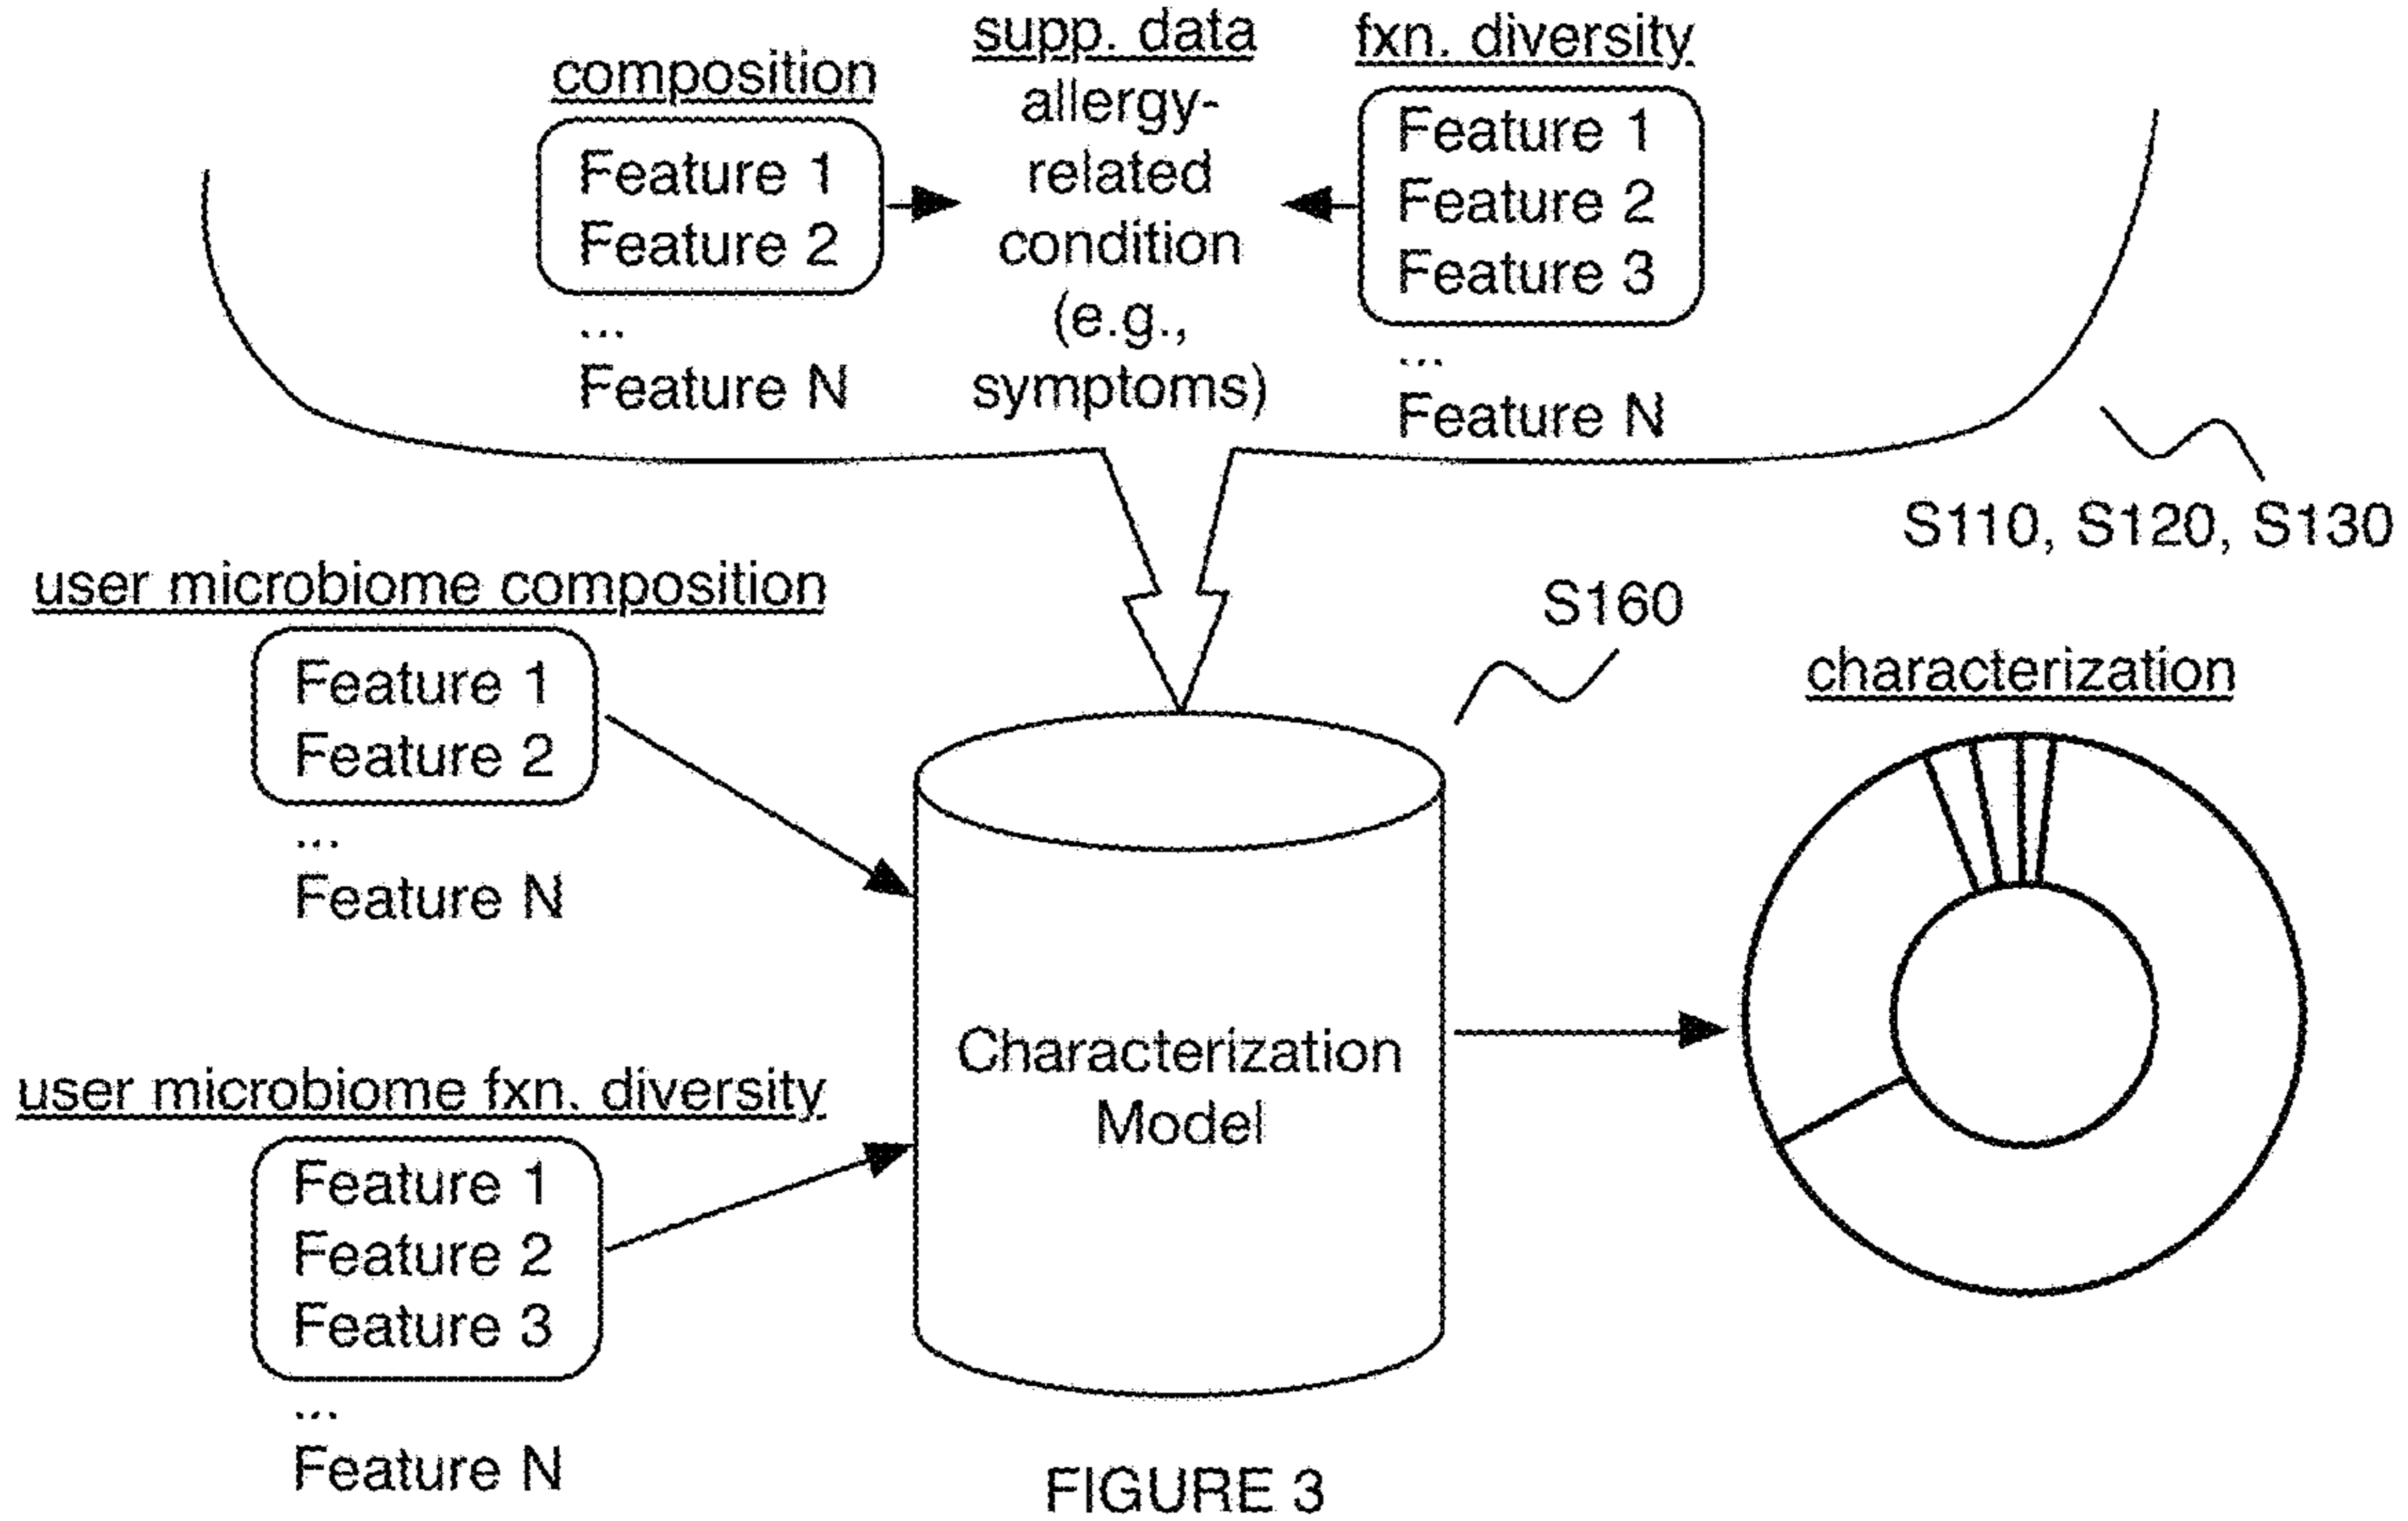 composition
Feature 1
Feature 2
...
Feature N
supp. data
allergy-
related
condition
(e.g.,
symptoms)
fxn. diversity
Feature 1
Feature 2
Feature 3
...
Feature N
S110, S120, S130
user microbiome composition
Feature 1
Feature 2
...
Feature N
S160
characterization
user microbiome fxn. diversity
Feature 1
Feature 2
Feature 3
...
Feature N
Characterization
Model
FIGURE 3